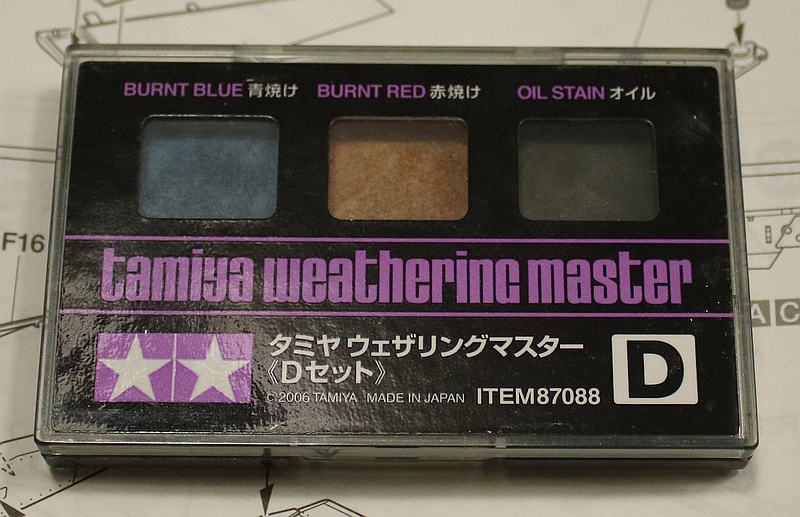 BURNT BLUE 青焼け BURNT RED 赤焼け OIL STAIN オイル
F16
tamiya weathering master
A C
タミヤ ウェザリングマスター
《Dセット》
© 2006 TAMIYA MADE IN JAPAN ITEM 87088
D